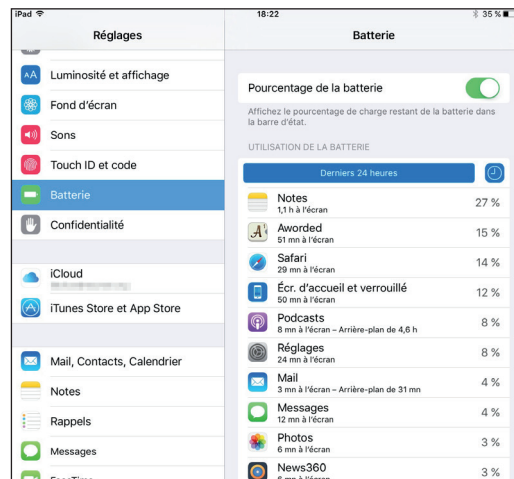 iPad
18:22
35 %
Réglages
Batterie
Luminosité et affichage
Fond d'écran
Sons
Touch ID et code
Batterie
Confidentialité
iCloud
iTunes Store et App Store
Mail, Contacts, Calendrier
Notes
Rappels
Messages
Pourcentage de la batterie
Affichez le pourcentage de charge restant de la batterie dans
la barre d'état.
UTILISATION DE LA BATTERIE
Derniers 24 heures
Notes
27 %
1,1 h à l'écran
Aworded
15 %
51 mn à l'écran
Safari
14 %
29 mn à l'écran
Écr. d'accueil et verrouillé
12 %
50 mn à l'écran
Podcasts
8 %
8 mn à l'écran – Arrière-plan de 4,6 h
Réglages
8 %
24 mn à l'écran
Mail
4 %
3 mn à l'écran – Arrière-plan de 31 mn
Messages
4 %
12 mn à l'écran
Photos
3 %
6 mn à l'écran
News360
3 %